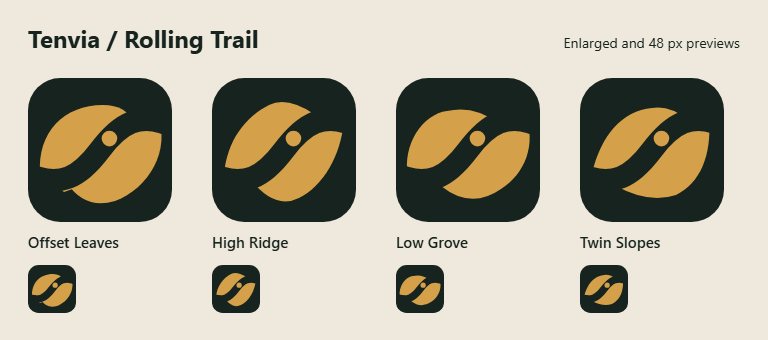 Tenvia / Rolling Trail
Enlarged and 48 px previews
Offset Leaves
High Ridge
Low Grove
Twin Slopes